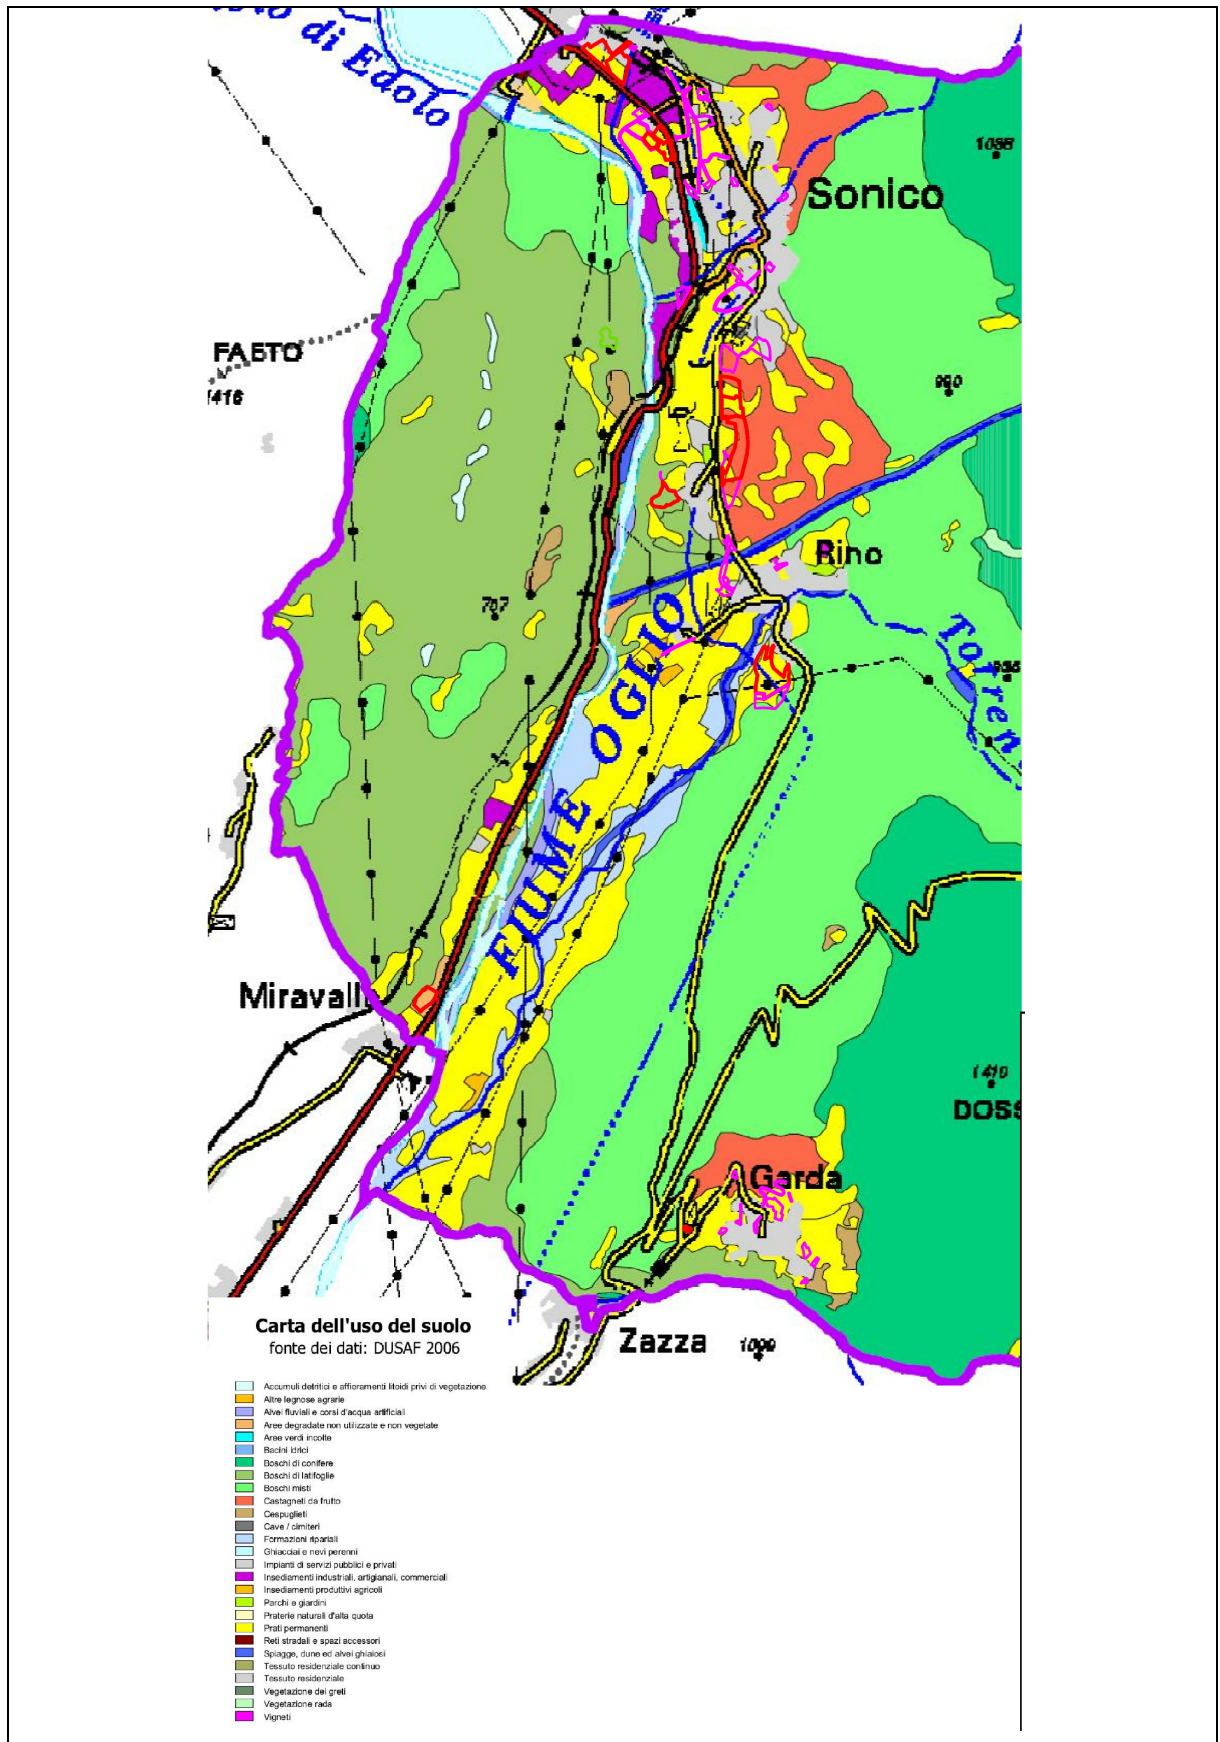 di Edolo
1086
Sonico
FAETO
1416
990
Rino
767
Torren
FIUME OGLIO
Miravall
1410
DOSS
Garda
Zazza
1099
Carta dell'uso del suolo
fonte dei dati: DUSAF 2006
Accumuli detritici e affioramenti litoidi privi di vegetazione
Altre legnose agrarie
Alvei fluviali e corsi d'acqua artificiali
Aree degradate non utilizzate e non vegetate
Aree verdi incolte
Bacini idrici
Boschi di conifere
Boschi di latifoglie
Boschi misti
Castagneti da frutto
Cespuglieti
Cave / cimiteri
Formazioni ripariali
Ghiacciai e nevi perenni
Impianti di servizi pubblici e privati
Insediamenti industriali, artigianali, commerciali
Insediamenti produttivi agricoli
Parchi e giardini
Praterie naturali d'alta quota
Prati permanenti
Reti stradali e spazi accessori
Spiagge, dune ed alvei ghiaiosi
Tessuto residenziale continuo
Tessuto residenziale
Vegetazione dei greti
Vegetazione rada
Vigneti